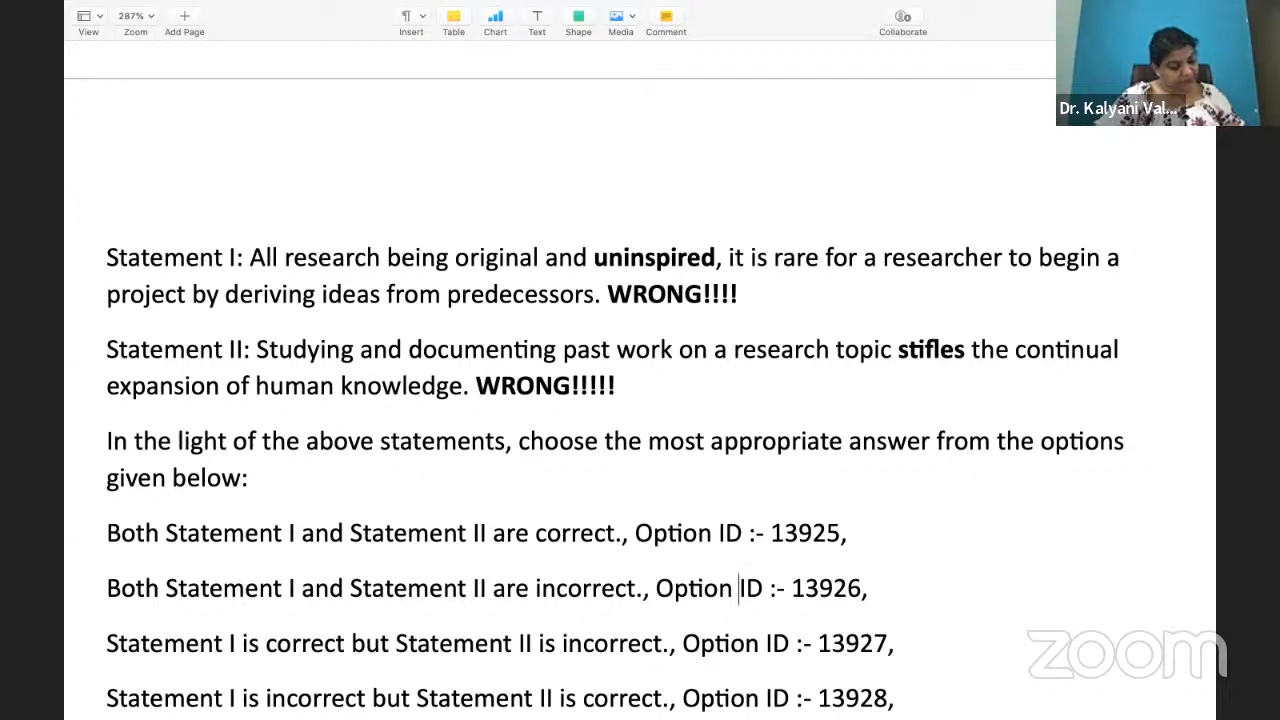 View
287%
Zoom
Add Page
Insert
Table
Chart
Text
Shape
Media
Comment
Collaborate
Dr. Kalyani Val...
Statement I: All research being original and uninspired, it is rare for a researcher to begin a
project by deriving ideas from predecessors. WRONG!!!!
Statement II: Studying and documenting past work on a research topic stifles the continual
expansion of human knowledge. WRONG!!!!!
In the light of the above statements, choose the most appropriate answer from the options
given below:
Both Statement I and Statement II are correct., Option ID :- 13925,
Both Statement I and Statement II are incorrect., Option ID :- 13926,
Statement I is correct but Statement II is incorrect., Option ID :- 13927,
Statement I is incorrect but Statement II is correct., Option ID :- 13928,
zoom